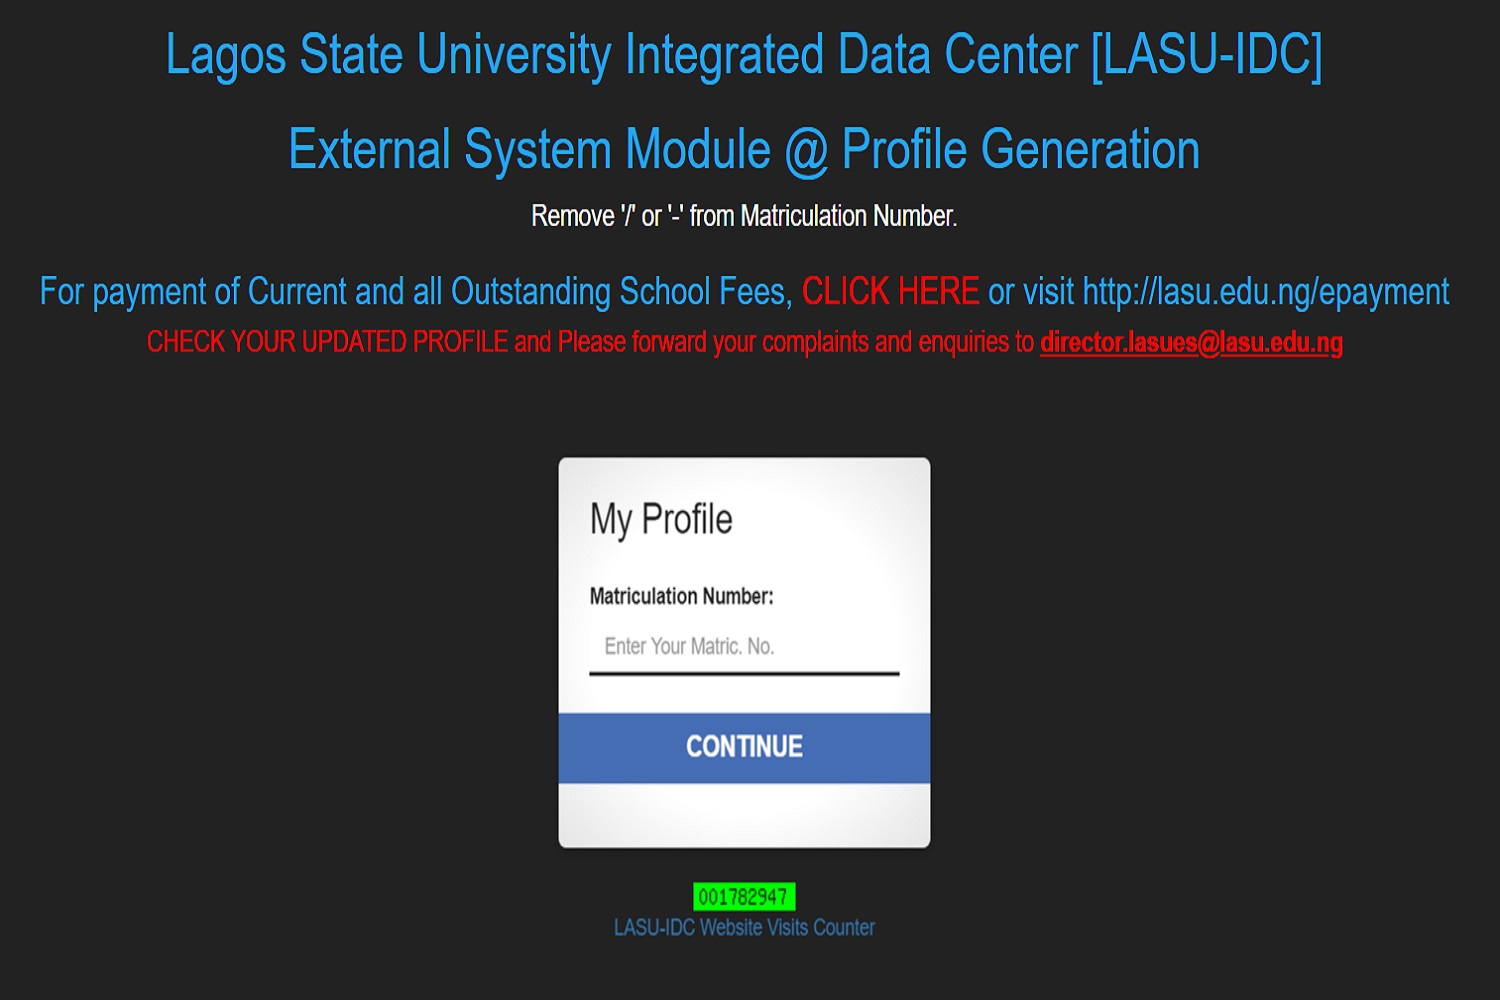 Lagos State University Integrated Data Center [LASU-IDC]
External System Module @ Profile Generation
Remove '/' or '-' from Matriculation Number.
For payment of Current and all Outstanding School Fees, CLICK HERE or visit http://lasu.edu.ng/epayment
CHECK YOUR UPDATED PROFILE and Please forward your complaints and enquiries to director.lasues@lasu.edu.ng
My Profile
Matriculation Number:
Enter Your Matric. No.
CONTINUE
001782947
LASU-IDC Website Visits Counter